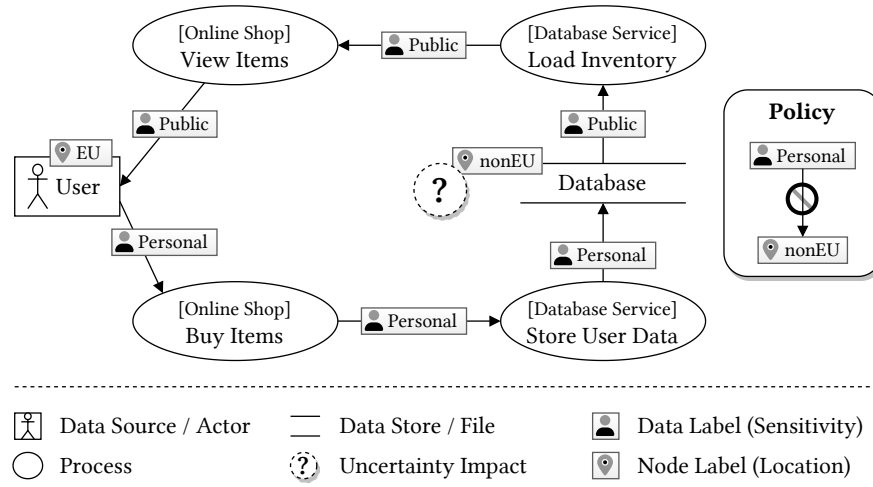 [Online Shop]
View Items
Public
[Database Service]
Load Inventory
Public
EU
User
Public
nonEU
?
Database
Policy
Personal
nonEU
Personal
Personal
[Online Shop]
Buy Items
Personal
[Database Service]
Store User Data
Data Source / Actor
Data Store / File
Data Label (Sensitivity)
Process
?
Uncertainty Impact
Node Label (Location)